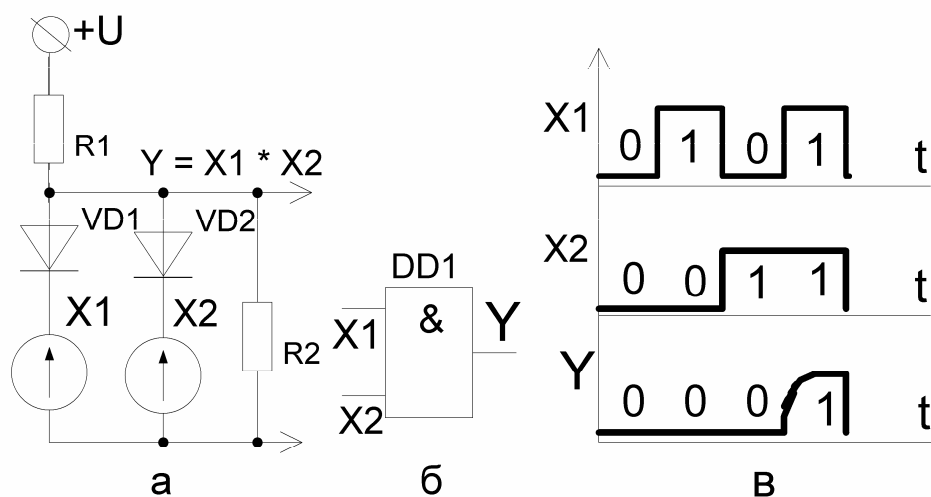 +U
R1
Y = X1 * X2
VD1
VD2
X1
X2
R2
а
DD1
&
X1
X2
Y
б
X1
0 1 0 1
t
X2
0 0 1 1
t
Y
0 0 0 1
t
в